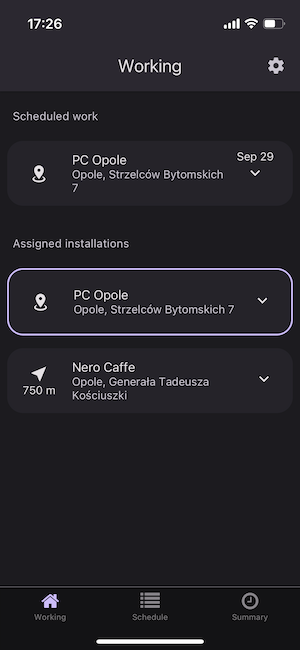 17:26
Working
Scheduled work
PC Opole
Sep 29
Opole, Strzelców Bytomskich
7
Assigned installations
PC Opole
Opole, Strzelców Bytomskich 7
Nero Caffe
750 m
Opole, Generała Tadeusza
Kościuszki
Working
Schedule
Summary